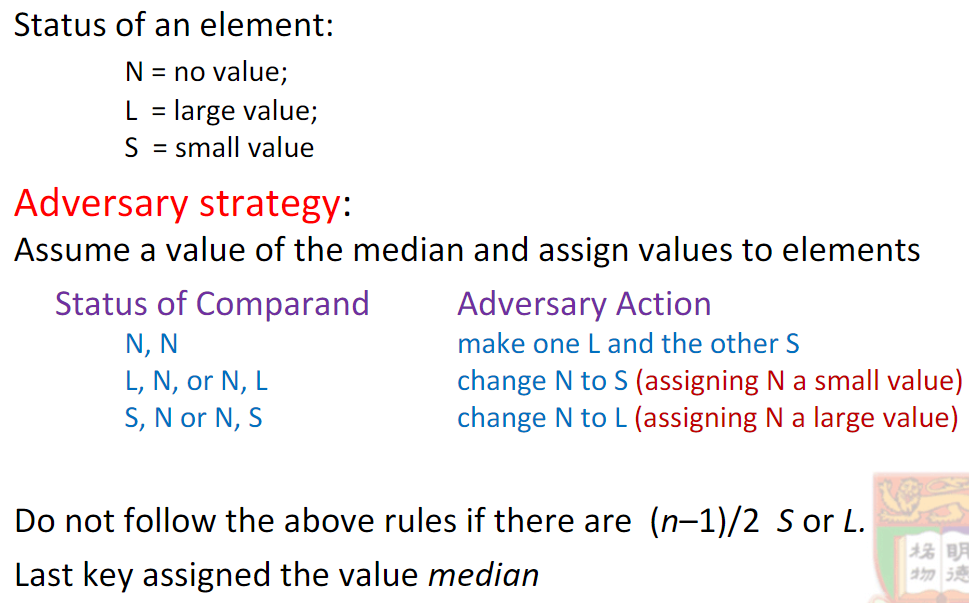 Status of an element:
N = no value;
L = large value;
S = small value
Adversary strategy:
Assume a value of the median and assign values to elements
Status of Comparand Adversary Action
N, N make one L and the other S
L, N, or N, L change N to S (assigning N a small value)
S, N or N, S change N to L (assigning N a large value)
Do not follow the above rules if there are (n–1)/2 S or L.
Last key assigned the value median
明
德
格
物